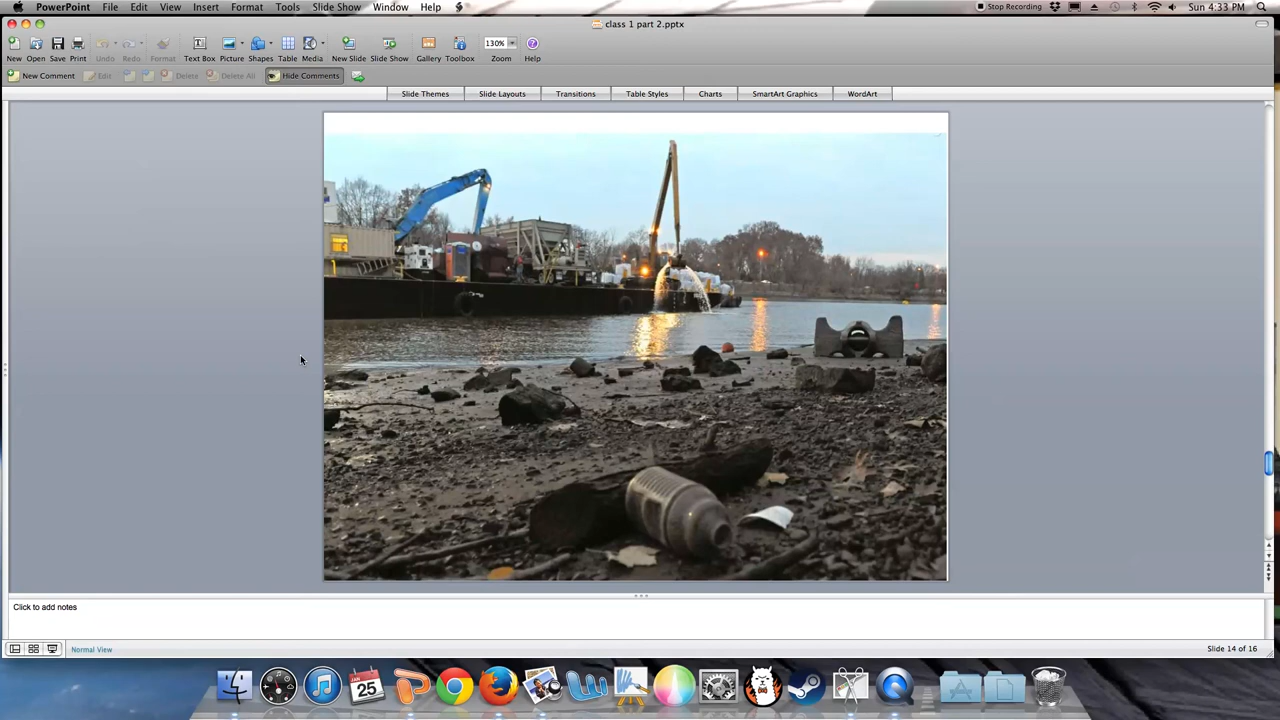 PowerPoint File Edit View Insert Format Tools Slide Show Window Help Stop Recording Sun 4:33 PM
class 1 part 2.pptx
130%
New Open Save Print Undo Redo Format Text Box Picture Shapes Table Media New Slide Slide Show Gallery Toolbox Zoom Help
New Comment Edit Delete Delete All Hide Comments
Slide Themes Slide Layouts Transitions Table Styles Charts SmartArt Graphics WordArt
Click to add notes
Normal View Slide 14 of 16
JAN
25